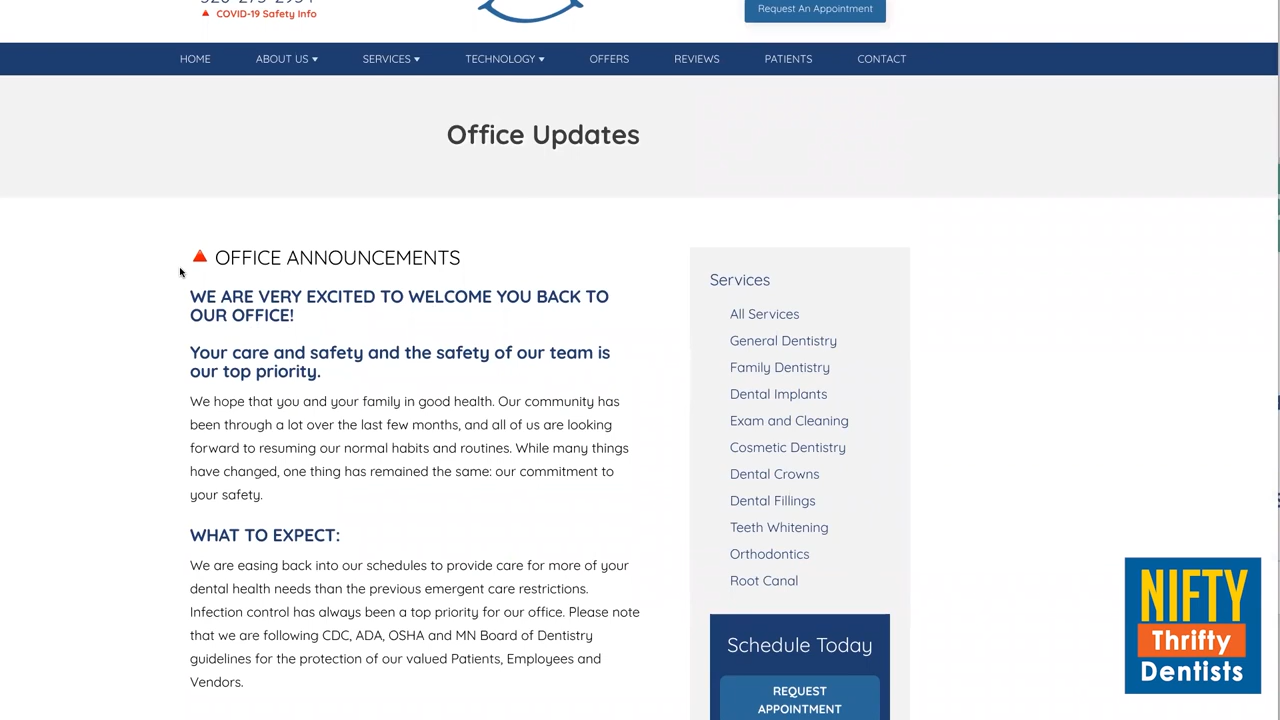 COVID-19 Safety Info
Request An Appointment
HOME ABOUT US SERVICES TECHNOLOGY OFFERS REVIEWS PATIENTS CONTACT
Office Updates
OFFICE ANNOUNCEMENTS
WE ARE VERY EXCITED TO WELCOME YOU BACK TO
OUR OFFICE!
Your care and safety and the safety of our team is
our top priority.
We hope that you and your family in good health. Our community has
been through a lot over the last few months, and all of us are looking
forward to resuming our normal habits and routines. While many things
have changed, one thing has remained the same: our commitment to
your safety.
WHAT TO EXPECT:
We are easing back into our schedules to provide care for more of your
dental health needs than the previous emergent care restrictions.
Infection control has always been a top priority for our office. Please note
that we are following CDC, ADA, OSHA and MN Board of Dentistry
guidelines for the protection of our valued Patients, Employees and
Vendors.
Services
All Services
General Dentistry
Family Dentistry
Dental Implants
Exam and Cleaning
Cosmetic Dentistry
Dental Crowns
Dental Fillings
Teeth Whitening
Orthodontics
Root Canal
Schedule Today
REQUEST
APPOINTMENT
NIFTY
Thrifty
Dentists